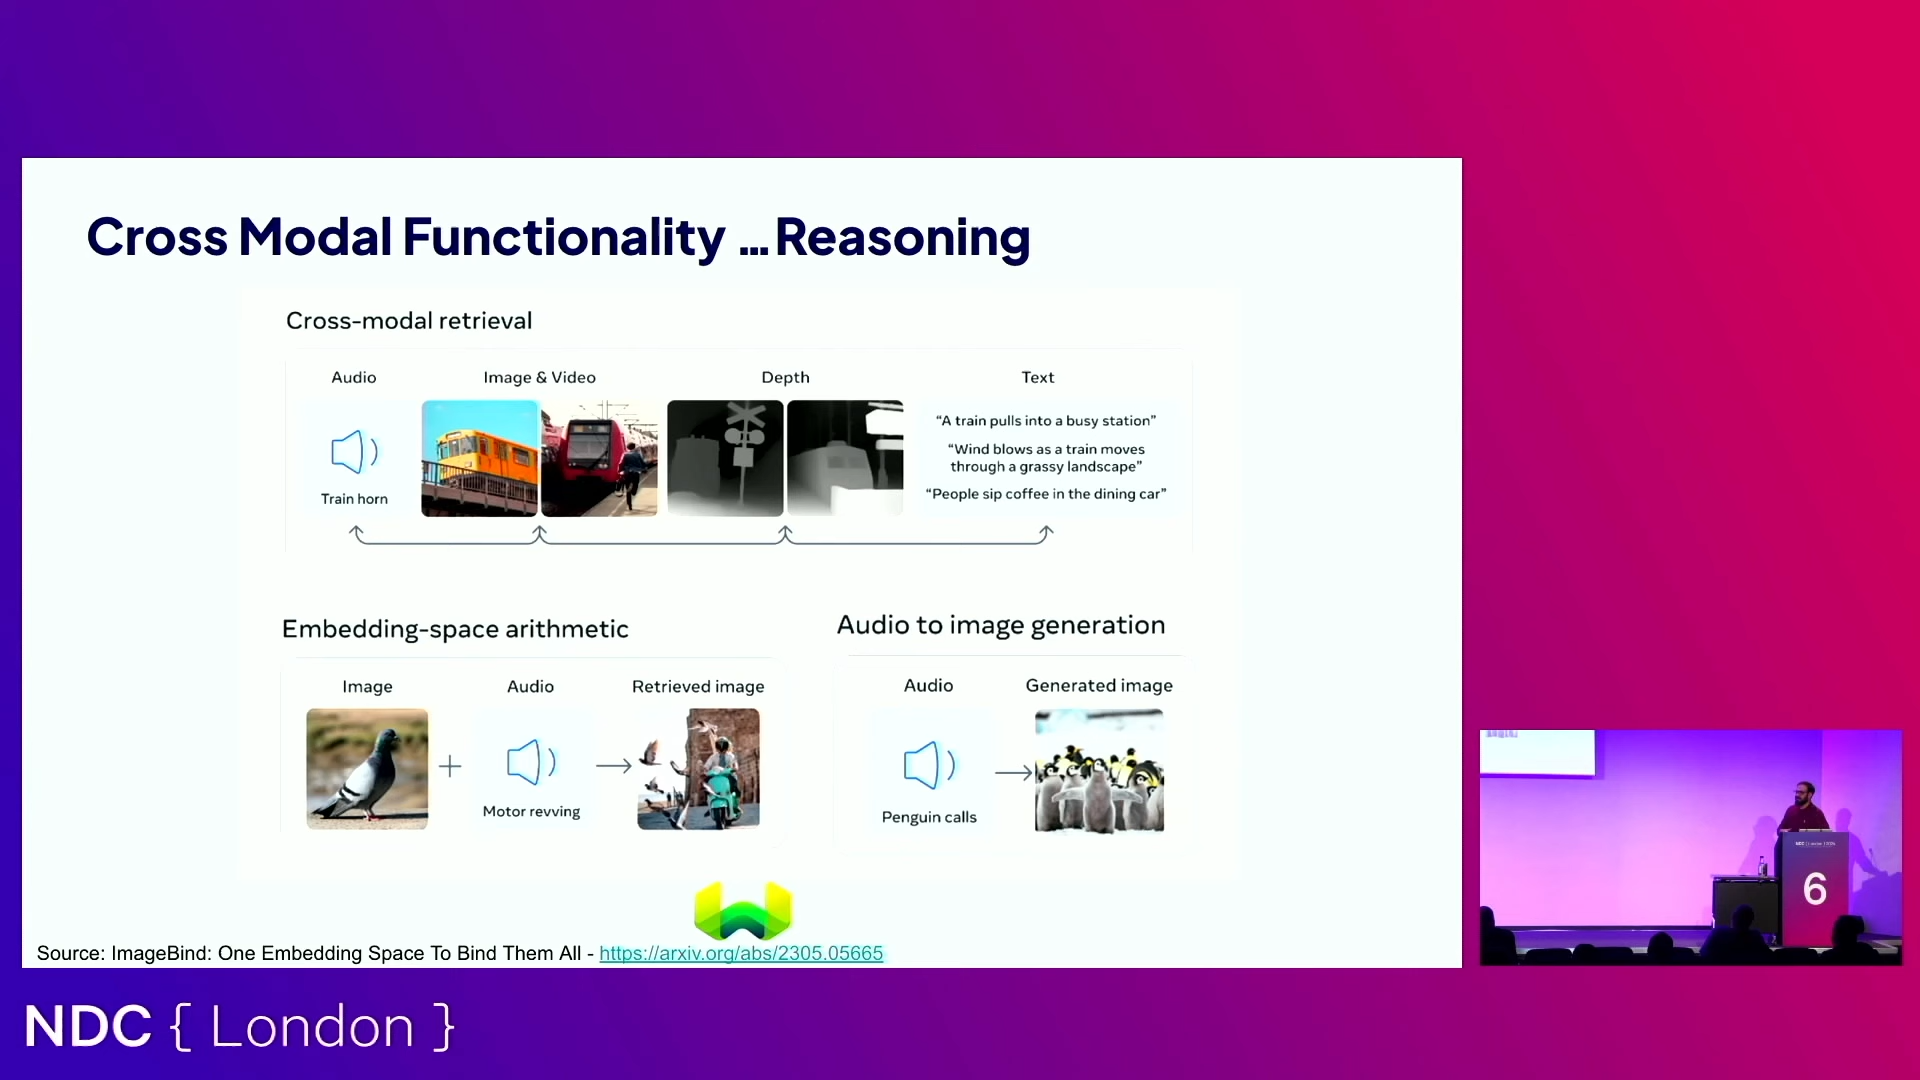 Cross Modal Functionality ... Reasoning
Cross-modal retrieval
Audio
Image & Video
Depth
Text
Train horn
“A train pulls into a busy station”
“Wind blows as a train moves
through a grassy landscape”
“People sip coffee in the dining car”
Embedding-space arithmetic
Image
Audio
Retrieved image
+
Motor revving
Audio to image generation
Audio
Generated image
Penguin calls
Source: ImageBind: One Embedding Space To Bind Them All - https://arxiv.org/abs/2305.05665
6
NDC { London }